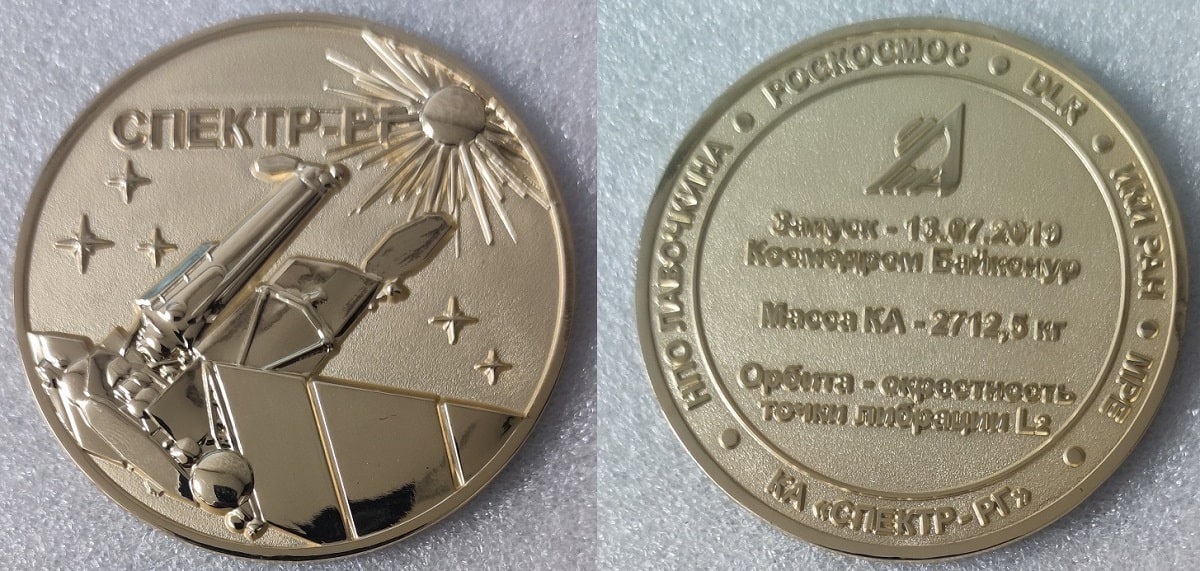 СПЕКТР-РГ
НПО ЛАВОЧКИНА • РОСКОСМОС • DLR • ИКИ РАН • MPE
Запуск - 13.07.2019
Космодром Байконур
Масса КА - 2712,5 кг
Орбита - окрестность
точки либрации L2
КА «СПЕКТР-РГ»